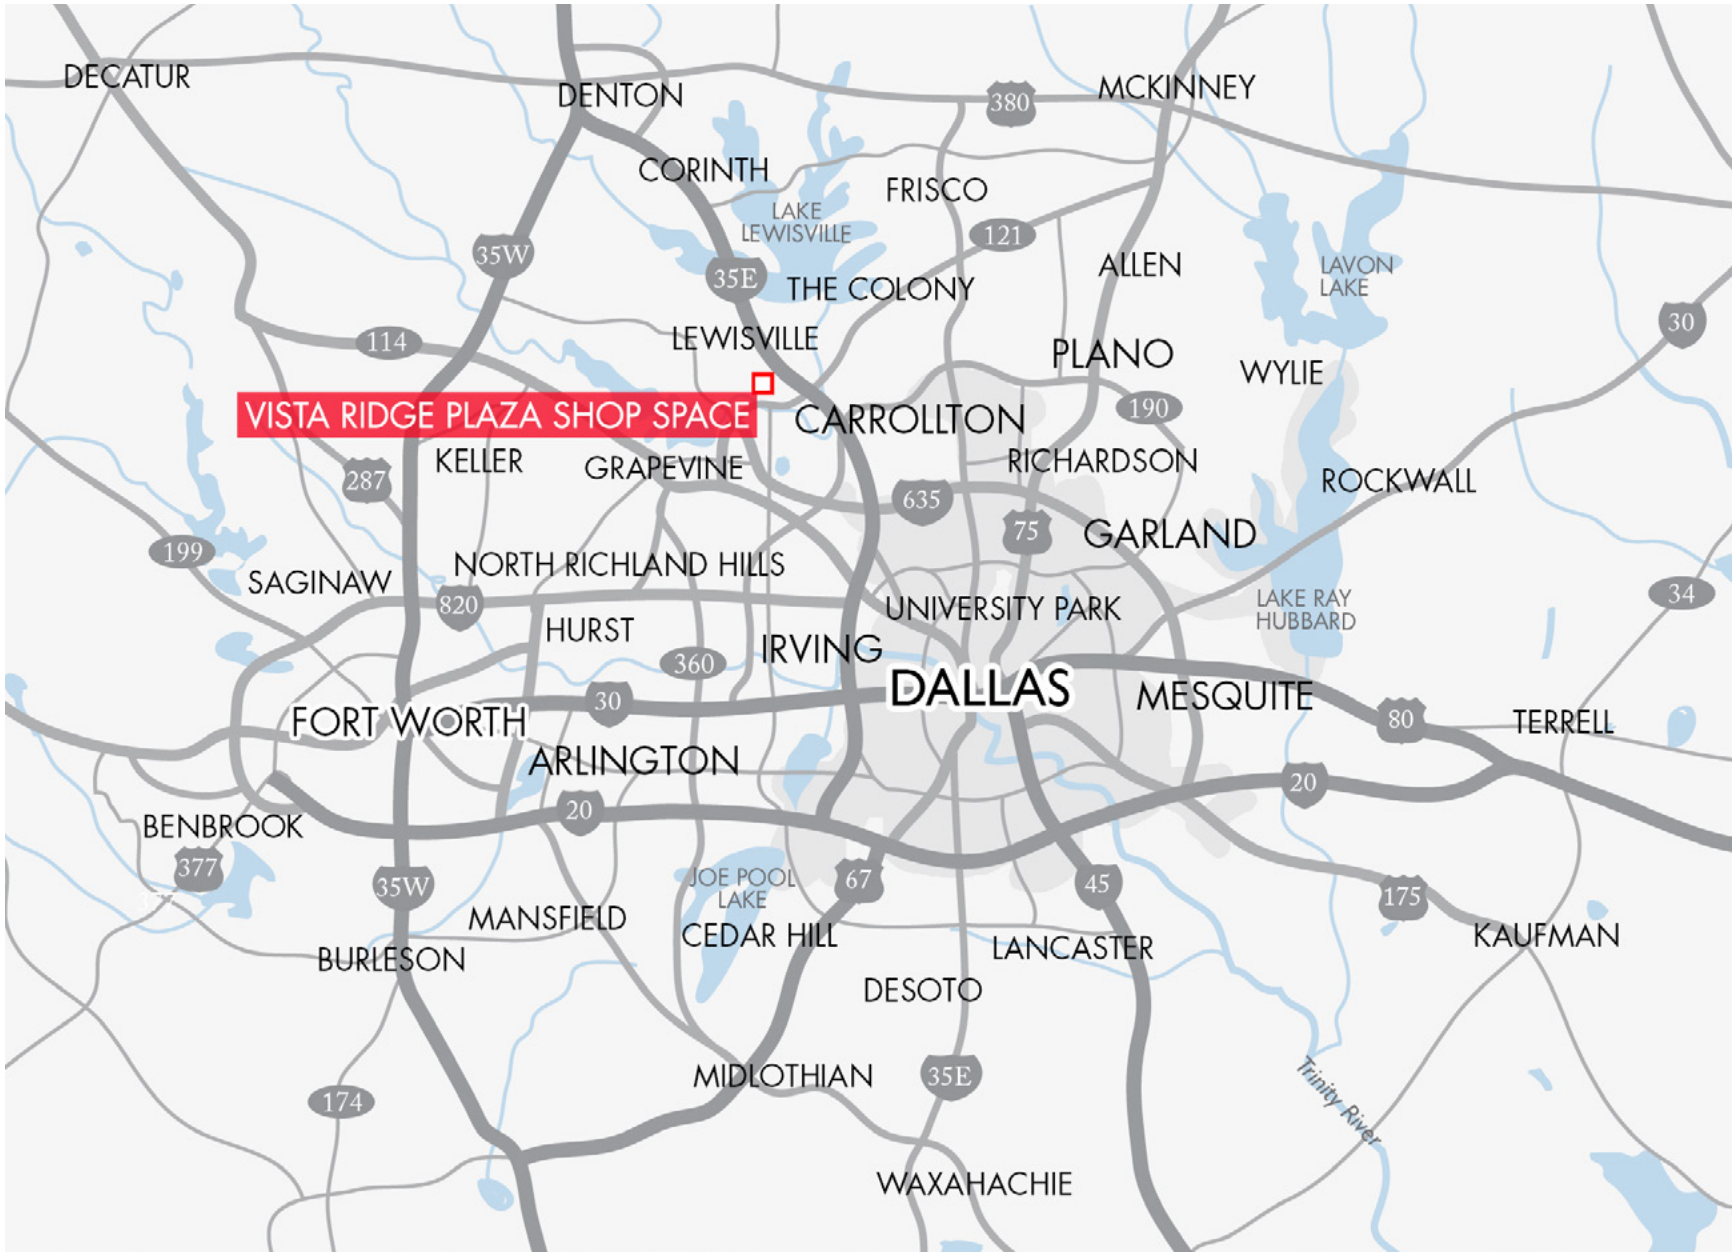 DECATUR
DENTON
380
MCKINNEY
CORINTH
FRISCO
LAKE
LEWISVILLE
121
35W
35E
THE COLONY
ALLEN
LAVON
LAKE
30
114
LEWISVILLE
PLANO
WYLIE
VISTA RIDGE PLAZA SHOP SPACE
CARROLLTON
190
KELLER
GRAPEVINE
RICHARDSON
287
ROCKWALL
635
75
GARLAND
199
SAGINAW
NORTH RICHLAND HILLS
820
UNIVERSITY PARK
LAKE RAY
HUBBARD
34
HURST
IRVING
360
30
DALLAS
MESQUITE
FORT WORTH
80
TERRELL
ARLINGTON
20
20
BENBROOK
377
35W
JOE POOL
LAKE
67
45
175
MANSFIELD
CEDAR HILL
LANCASTER
KAUFMAN
BURLESON
DESOTO
MIDLOTHIAN
35E
174
Trinity River
WAXAHACHIE